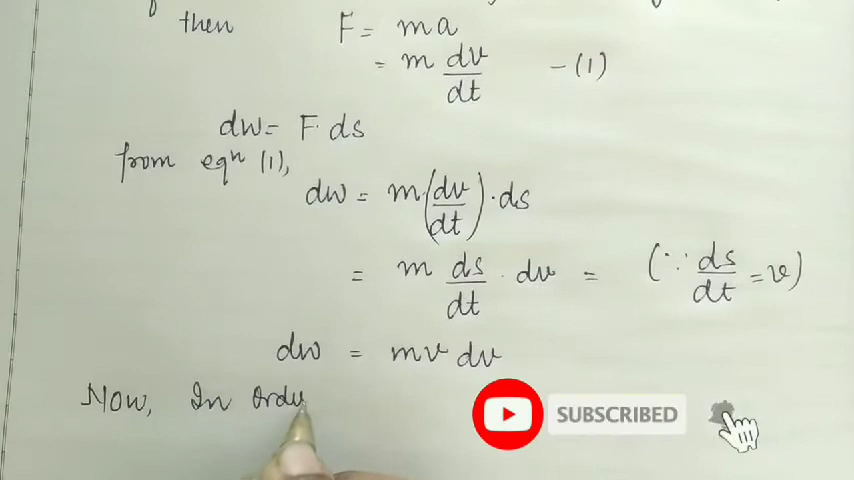 then F = ma
= m dv/dt - (1)
dw = F. ds
from eqn (1),
dw = m(dv/dt).ds
= m ds/dt . dv = (∵ ds/dt = v)
dw = mv dv
Now, In Orde
SUBSCRIBED